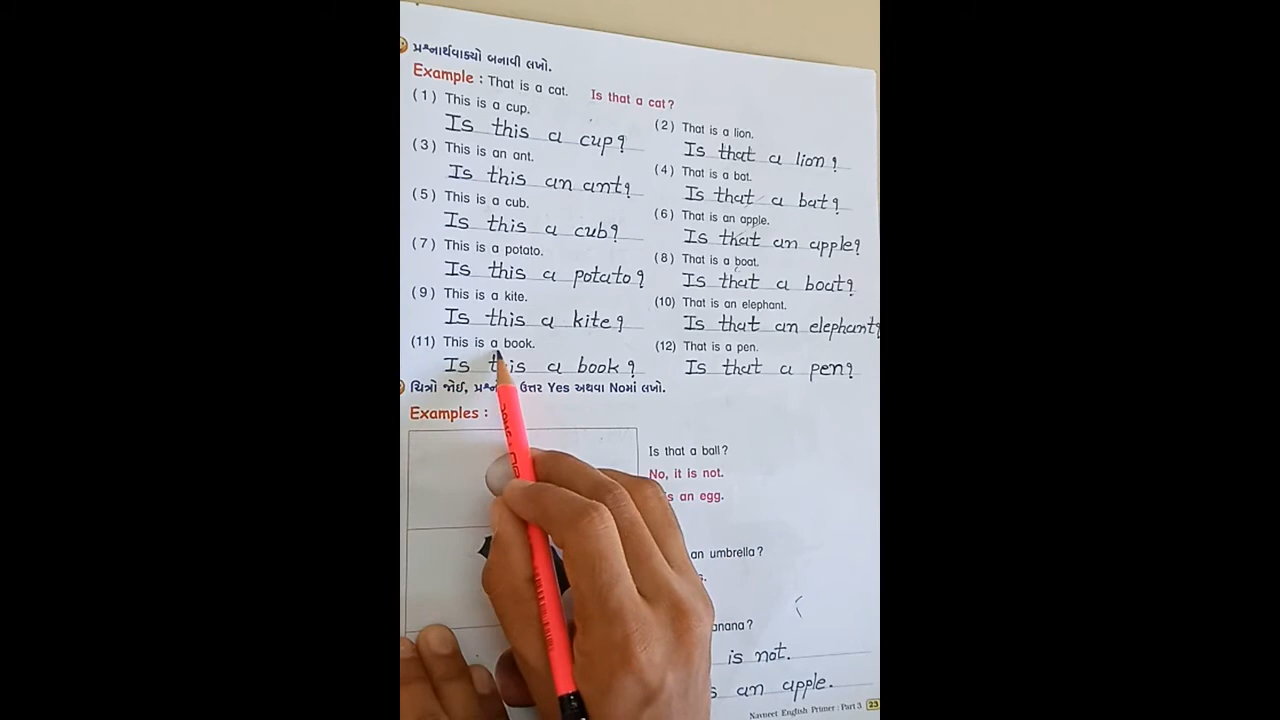 પ્રશ્નાર્થવાક્યો બનાવી લખો.
Example : That is a cat. Is that a cat?
(1) This is a cup.
Is this a cup?
(2) That is a lion.
Is that a lion?
(3) This is an ant.
Is this an ant?
(4) That is a bat.
Is that a bat?
(5) This is a cub.
Is this a cub?
(6) That is an apple.
Is that an apple?
(7) This is a potato.
Is this a potato?
(8) That is a boat.
Is that a boat?
(9) This is a kite.
Is this a kite?
(10) That is an elephant.
Is that an elephant?
(11) This is a book.
Is this a book?
(12) That is a pen.
Is that a pen?
ચિત્રો જોઈ, ઉત્તર Yes અથવા Noમાં લખો.
Examples :
Is that a ball?
No, it is not.
is an egg.
an umbrella?
is not.
an apple.
Navneet English Primer : Part 3 23